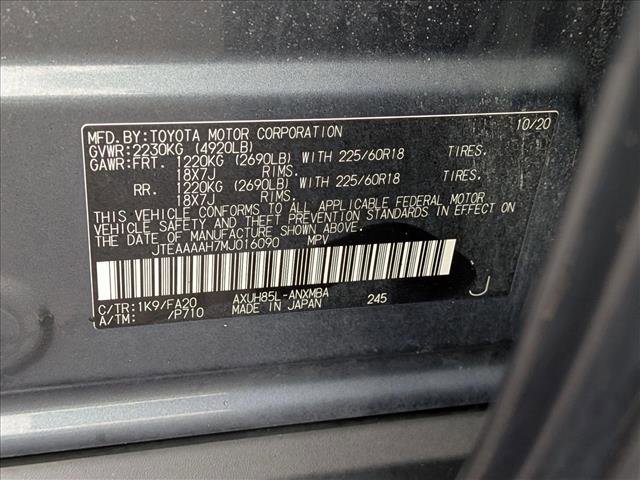 MFD. BY: TOYOTA MOTOR CORPORATION 10/20
GVWR: 2230KG (4920LB)
GAWR: FRT. 1220KG (2690LB) WITH 225/60R18 TIRES.
18X7J RIMS.
RR. 1220KG (2690LB) WITH 225/60R18 TIRES.
18X7J RIMS.
THIS VEHICLE CONFORMS TO ALL APPLICABLE FEDERAL MOTOR
VEHICLE SAFETY AND THEFT PREVENTION STANDARDS IN EFFECT ON
THE DATE OF MANUFACTURE SHOWN ABOVE.
JTEAAAAH7MJ016090 MPV
C/TR: 1K9/FA20 AXUH85L-ANXMBA 245 J
A/TM: /P710 MADE IN JAPAN